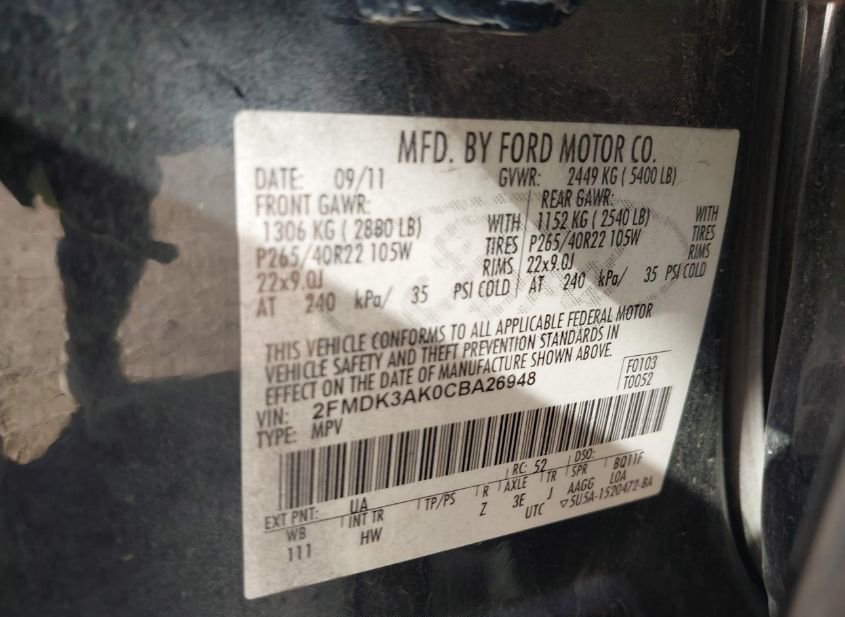 MFD. BY FORD MOTOR CO.
DATE: 09/11 GVWR: 2449 KG ( 5400 LB)
FRONT GAWR: REAR GAWR:
1306 KG ( 2880 LB) WITH 1152 KG ( 2540 LB) WITH
P265/40R22 105W TIRES P265/40R22 105W TIRES
22x9.0J RIMS 22x9.0J RIMS
AT 240 kPa/ 35 PSI COLD AT 240 kPa/ 35 PSI COLD
THIS VEHICLE CONFORMS TO ALL APPLICABLE FEDERAL MOTOR
VEHICLE SAFETY AND THEFT PREVENTION STANDARDS IN
EFFECT ON THE DATE OF MANUFACTURE SHOWN ABOVE.
VIN: 2FMDK3AK0CBA26948 F0103
TYPE: MPV T0052
EXT PNT: UA RC: 52 DSO:
WB INT TR TP/PS R AXLE TR SPR BQ11F
111 HW Z 3E J AAGG LOA
UTC ▽5U5A-1520472-BA